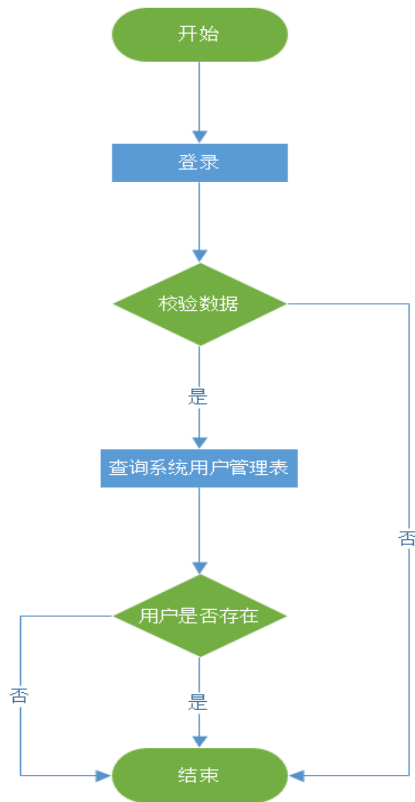 开始
登录
校验数据
是
查询系统用户管理表
否
用户是否存在
否
是
结束